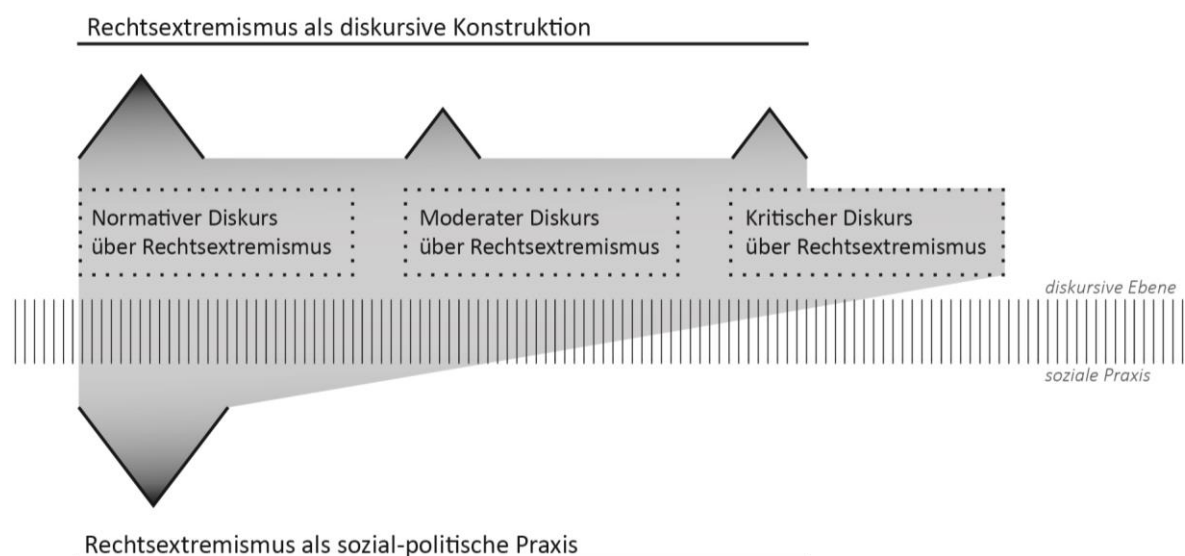 Rechtsextremismus als diskursive Konstruktion
Normativer Diskurs
über Rechtsextremismus
Moderater Diskurs
über Rechtsextremismus
Kritischer Diskurs
über Rechtsextremismus
diskursive Ebene
soziale Praxis
Rechtsextremismus als sozial-politische Praxis